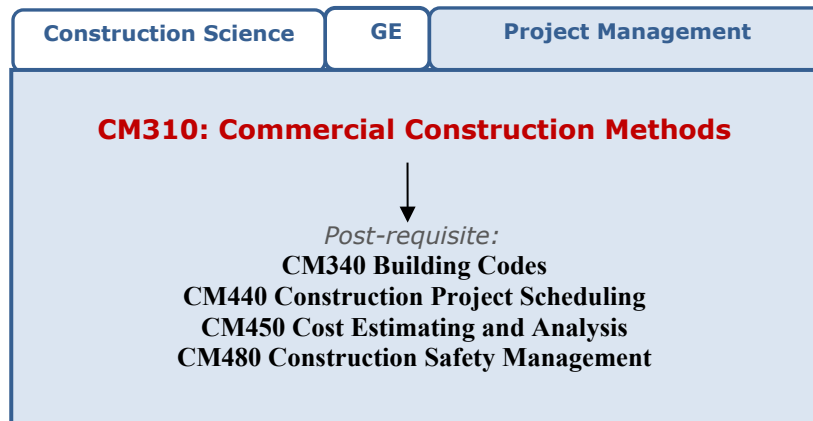 Construction Science
GE
Project Management
CM310: Commercial Construction Methods
Post-requisite:
CM340 Building Codes
CM440 Construction Project Scheduling
CM450 Cost Estimating and Analysis
CM480 Construction Safety Management